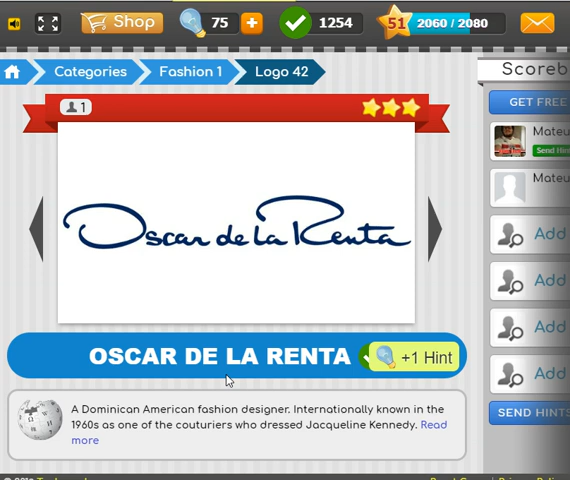 Shop
75
1254
51
2060 / 2080
Categories
Fashion 1
Logo 42
Scoreb
1
GET FREE
Mateu
Send Hin
Oscar de la Renta
Mateu
Add
Add
Add
Add
OSCAR DE LA RENTA
+1 Hint
A Dominican American fashion designer. Internationally known in the
1960s as one of the couturiers who dressed Jacqueline Kennedy. Read
more
SEND HINTS